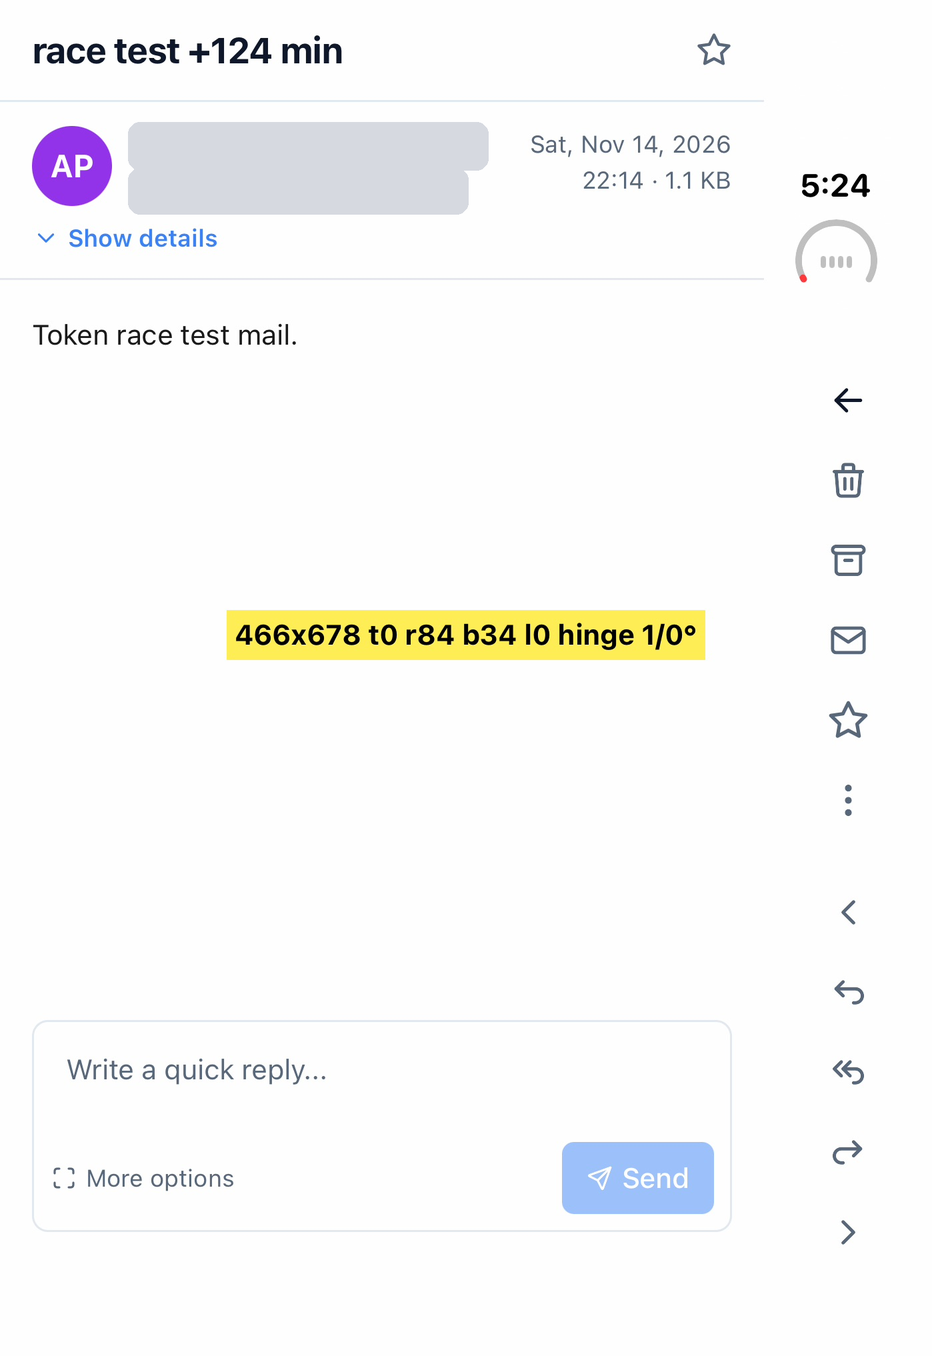 race test +124 min
AP
Sat, Nov 14, 2026
22:14 · 1.1 KB
5:24
Show details
Token race test mail.
466x678 t0 r84 b34 l0 hinge 1/0°
Write a quick reply...
More options
Send